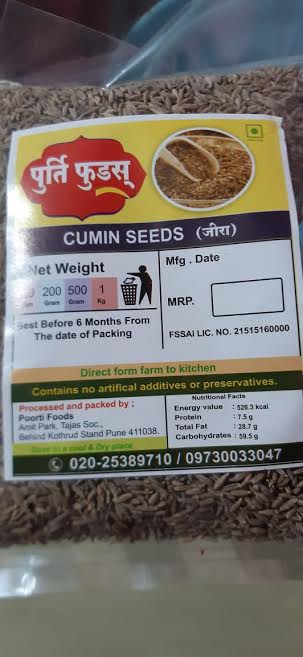 पुर्ति फुडस्
CUMIN SEEDS (जीरा)
Net Weight
200 Gram 500 Gram 1 Kg
Best Before 6 Months From
The date of Packing
Mfg . Date
MRP.
FSSAI LIC. NO. 21515160000
Direct form farm to kitchen
Contains no artifical additives or preservatives.
Processed and packed by ;
Poorti Foods
Amit Park, Tajas Soc.,
Behind Kothrud Stand Pune 411038.
Store in a cool & Dry place
Nutritional Facts
Energy value : 526.3 kcal
Protein : 7.5 g
Total Fat : 28.7 g
Carbohydrates : 59.5 g
020-25389710 / 09730033047